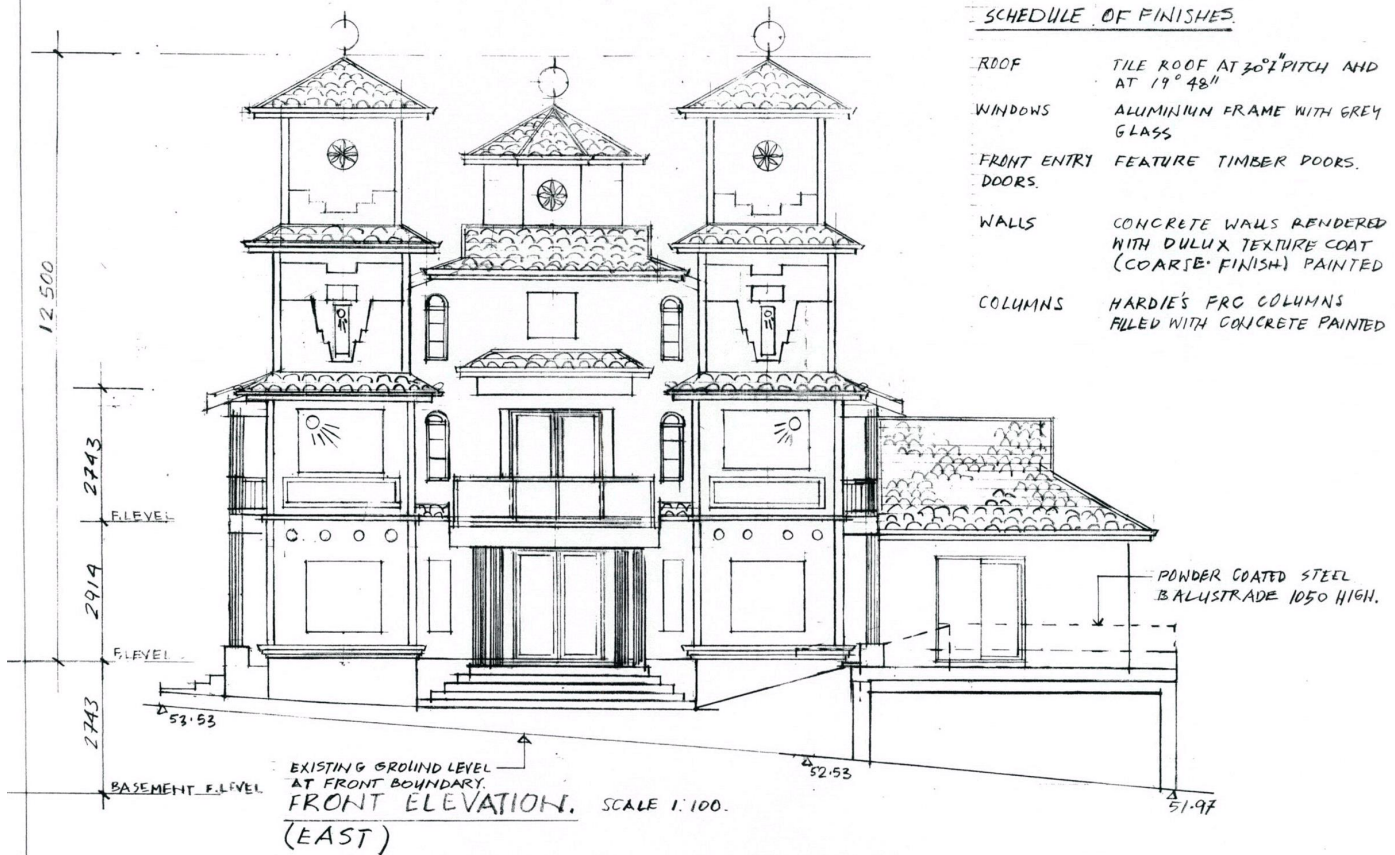 SCHEDULE OF FINISHES.
ROOF
TILE ROOF AT 30°1" PITCH AND
AT 19° 48"
WINDOWS
ALUMINIUN FRAME WITH GREY
GLASS
FRONT ENTRY
DOORS.
FEATURE TIMBER DOORS.
WALLS
CONCRETE WALLS RENDERED
WITH DULUX TEXTURE COAT
(COARSE. FINISH) PAINTED
COLUMNS
HARDIE'S FRC COLUMNS
FILLED WITH CONCRETE PAINTED
12 500
2743
F.LEVEL
2914
F.LEVEL
2743
BASEMENT F.LEVEL
POWDER COATED STEEL
BALUSTRADE 1050 HIGH.
53.53
52.53
51.97
EXISTING GROUND LEVEL
AT FRONT BOUNDARY.
FRONT ELEVATION. SCALE 1:100.
(EAST)